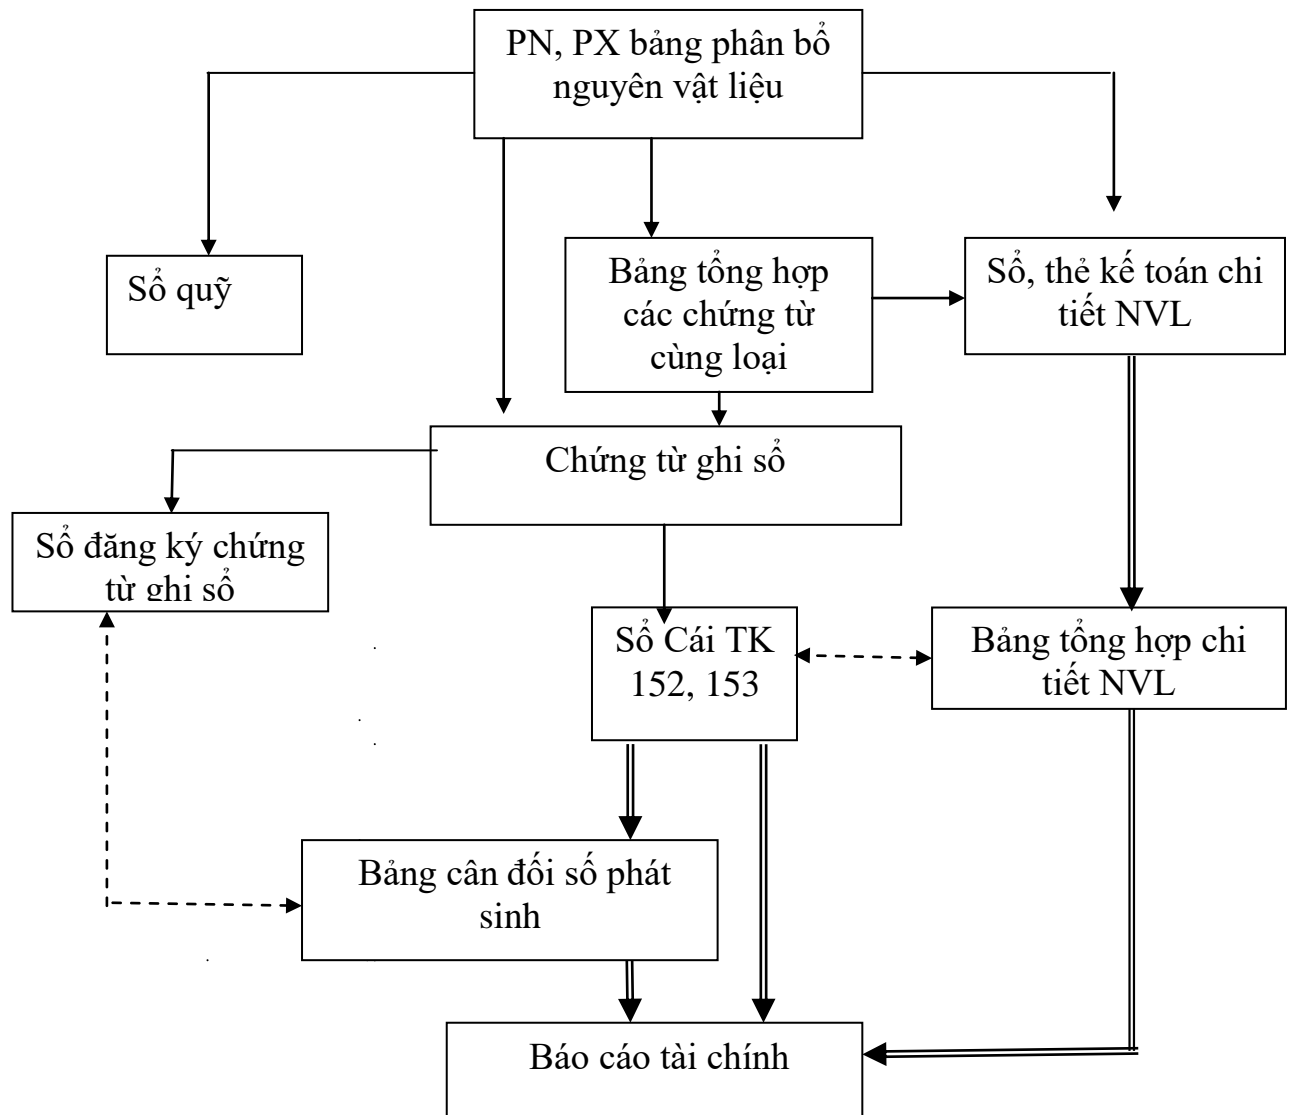 PN, PX bảng phân bổ
nguyên vật liệu
Sổ quỹ
Bảng tổng hợp
các chứng từ
cùng loại
Sổ, thẻ kế toán chi
tiết NVL
Chứng từ ghi sổ
Sổ đăng ký chứng
từ ghi sổ
Sổ Cái TK
152, 153
Bảng tổng hợp chi
tiết NVL
Bảng cân đối số phát
sinh
Báo cáo tài chính